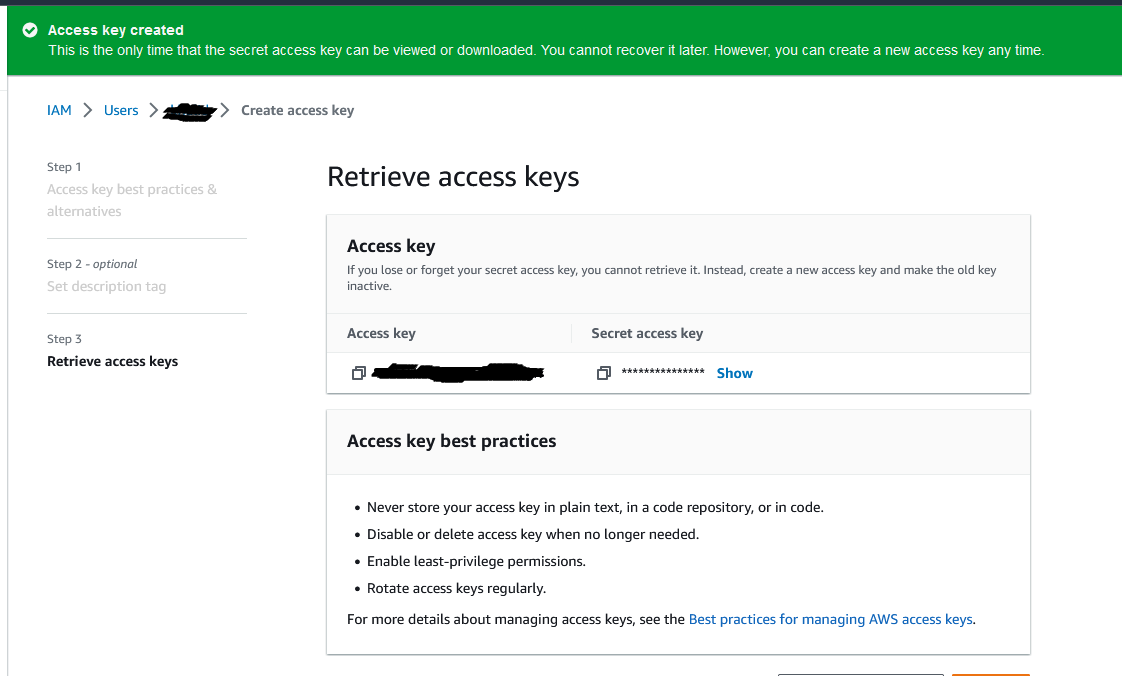 Access key created
This is the only time that the secret access key can be viewed or downloaded. You cannot recover it later. However, you can create a new access key any time.
IAM > Users > > Create access key
Step 1
Access key best practices &
alternatives
Step 2 - optional
Set description tag
Step 3
Retrieve access keys
Retrieve access keys
Access key
If you lose or forget your secret access key, you cannot retrieve it. Instead, create a new access key and make the old key
inactive.
Access key Secret access key
*************** Show
Access key best practices
• Never store your access key in plain text, in a code repository, or in code.
• Disable or delete access key when no longer needed.
• Enable least-privilege permissions.
• Rotate access keys regularly.
For more details about managing access keys, see the Best practices for managing AWS access keys.